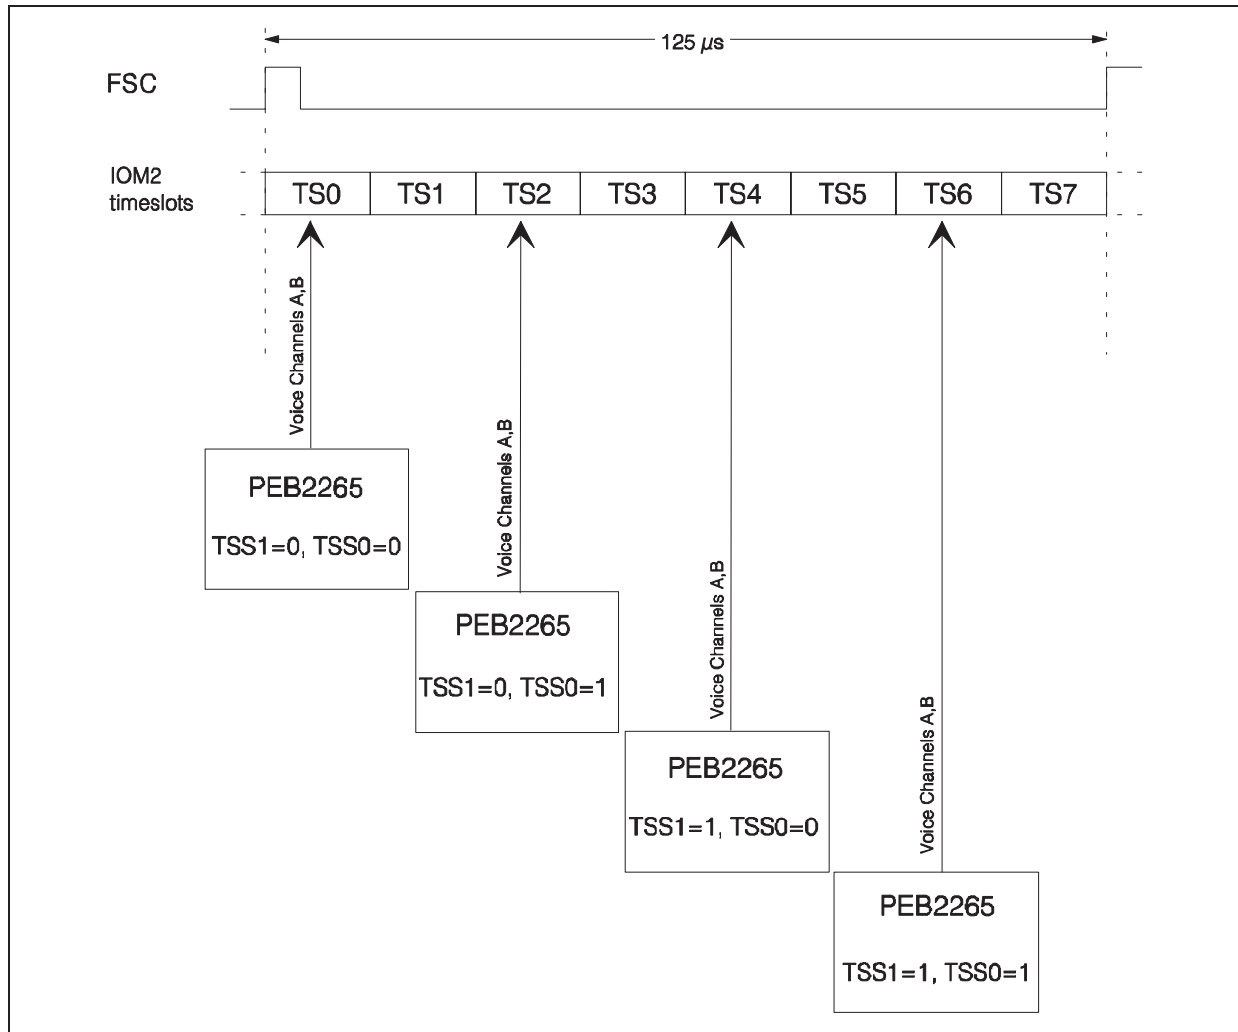 125 µs
FSC
IOM2
timeslots
TS0 TS1 TS2 TS3 TS4 TS5 TS6 TS7
Voice Channels A,B
PEB2265
TSS1=0, TSS0=0
Voice Channels A,B
PEB2265
TSS1=0, TSS0=1
Voice Channels A,B
PEB2265
TSS1=1, TSS0=0
Voice Channels A,B
PEB2265
TSS1=1, TSS0=1